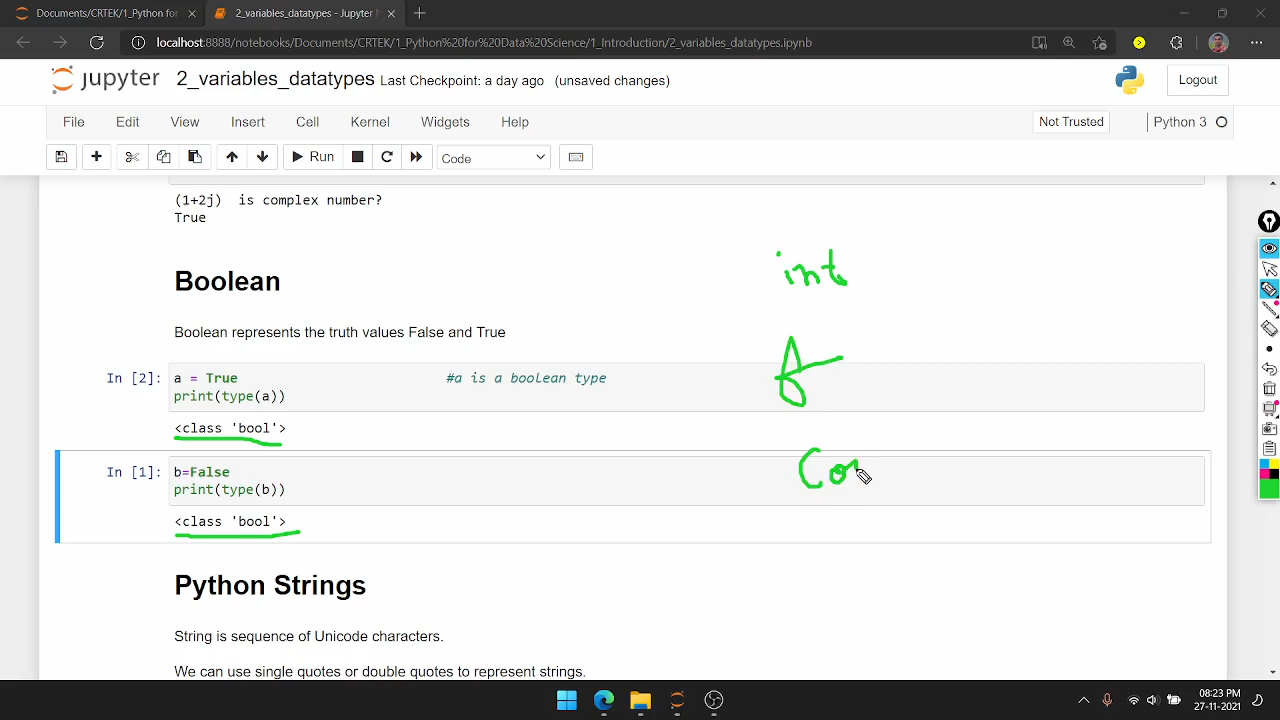 Documents/CRTEK/1_Python for
2_variables_datatypes - Jupyter
localhost:8888/notebooks/Documents/CRTEK/1_Python%20for%20Data%20Science/1_Introduction/2_variables_datatypes.ipynb
jupyter 2_variables_datatypes Last Checkpoint: a day ago (unsaved changes) Logout
File Edit View Insert Cell Kernel Widgets Help Not Trusted Python 3
Run Code
(1+2j)  is complex number?
True
int
Boolean
Boolean represents the truth values False and True
In [2]: a = True #a is a boolean type
print(type(a))
f
<class 'bool'>
In [1]: b=False
print(type(b))
Com
<class 'bool'>
Python Strings
String is sequence of Unicode characters.
We can use single quotes or double quotes to represent strings.
08:23 PM
27-11-2021